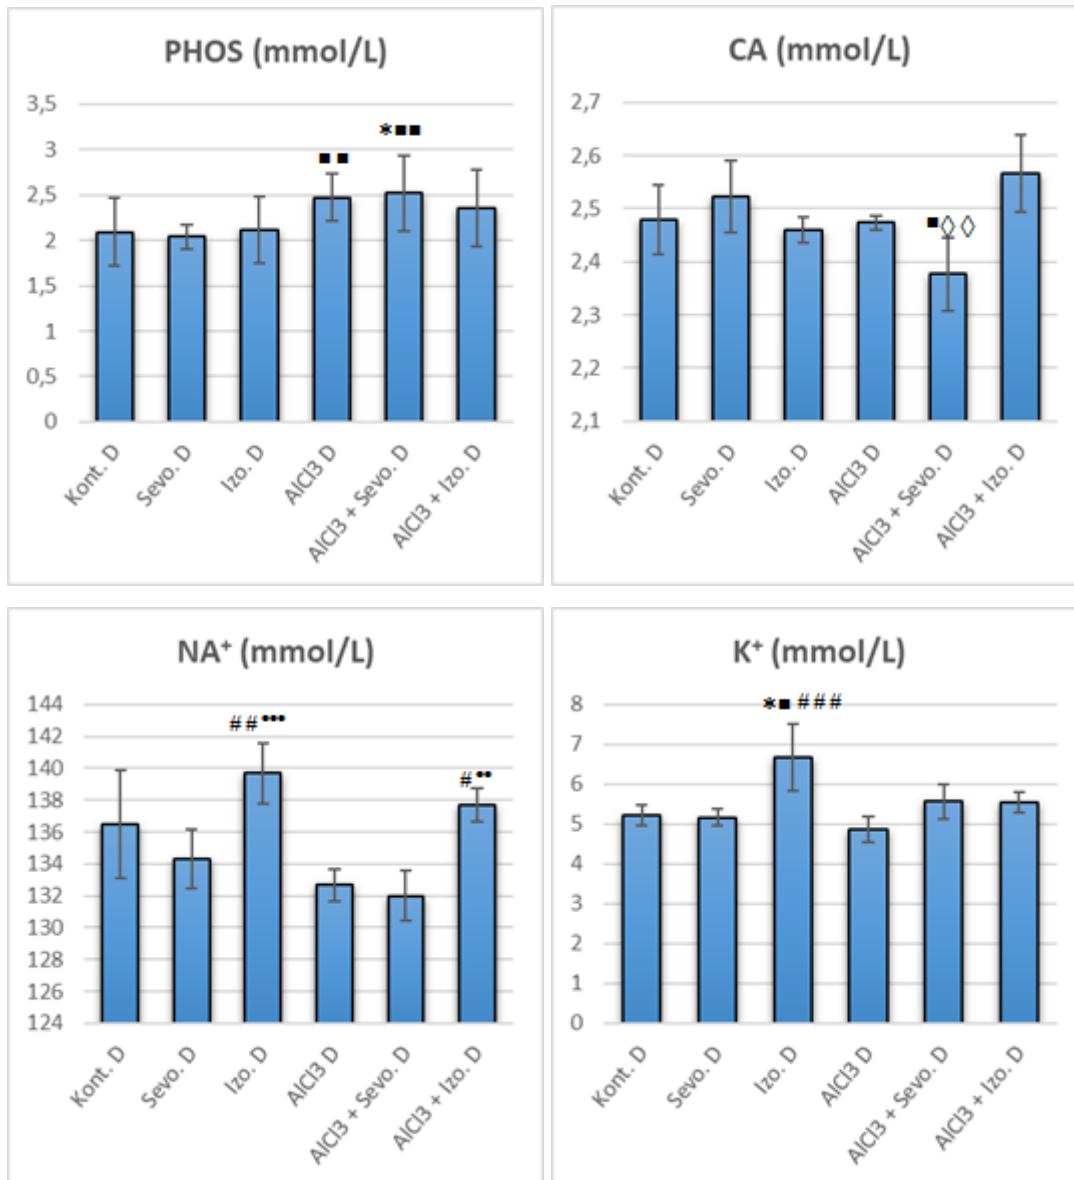 PHOS (mmol/L)
3,5
3
2,5
2
1,5
1
0,5
0
*■■
■ ■
Kont. D
Sevo. D
Izo. D
AlCl3 D
AlCl3 + Sevo. D
AlCl3 + Izo. D
CA (mmol/L)
2,7
2,6
2,5
2,4
2,3
2,2
2,1
■◊ ◊
Kont. D
Sevo. D
Izo. D
AlCl3 D
AlCl3 + Sevo. D
AlCl3 + Izo. D
NA⁺ (mmol/L)
144
142
140
138
136
134
132
130
128
126
124
##•••
#••
Kont. D
Sevo. D
Izo. D
AlCl3 D
AlCl3 + Sevo. D
AlCl3 + Izo. D
K⁺ (mmol/L)
8
7
6
5
4
3
2
1
0
*■ ###
Kont. D
Sevo. D
Izo. D
AlCl3 D
AlCl3 + Sevo. D
AlCl3 + Izo. D